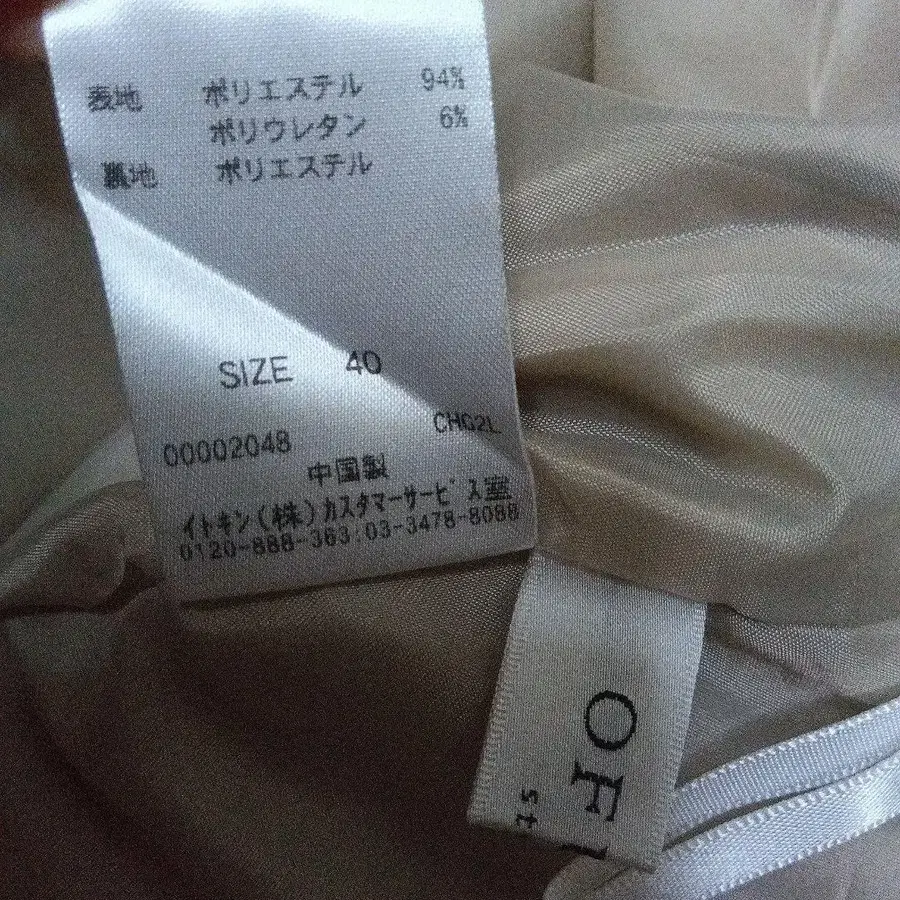 表地 ポリエステル 94%
ポリウレタン 6%
裏地 ポリエステル
SIZE 40
00002048 CHG2L
中国製
イトキン(株)カスタマーサービス室
0120-888-363:03-3478-8088
OF